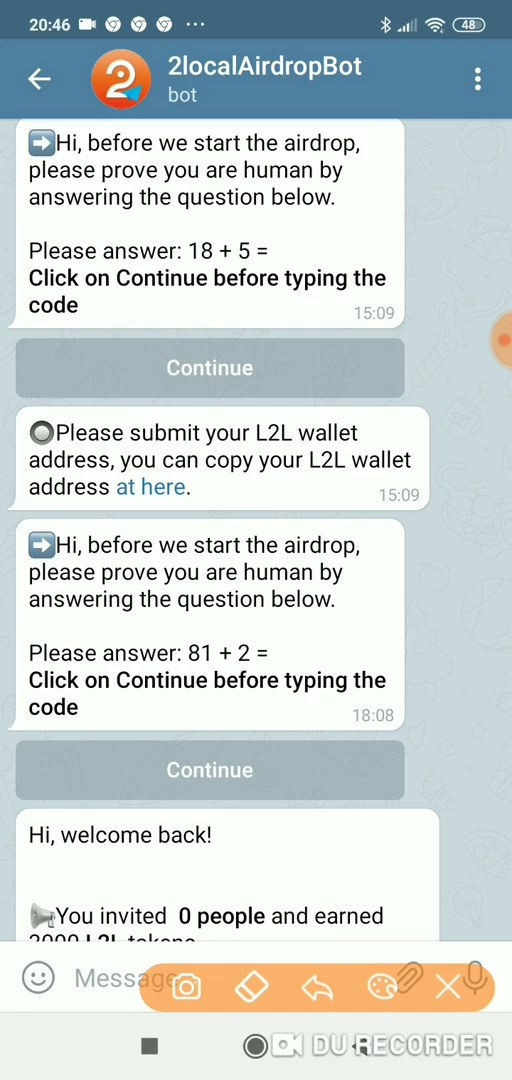 20:46
48
2localAirdropBot
bot
Hi, before we start the airdrop,
please prove you are human by
answering the question below.
Please answer: 18 + 5 =
Click on Continue before typing the
code
15:09
Continue
Please submit your L2L wallet
address, you can copy your L2L wallet
address at here.
15:09
Hi, before we start the airdrop,
please prove you are human by
answering the question below.
Please answer: 81 + 2 =
Click on Continue before typing the
code
18:08
Continue
Hi, welcome back!
You invited 0 people and earned
3000 L2L tokens
Message
DU RECORDER